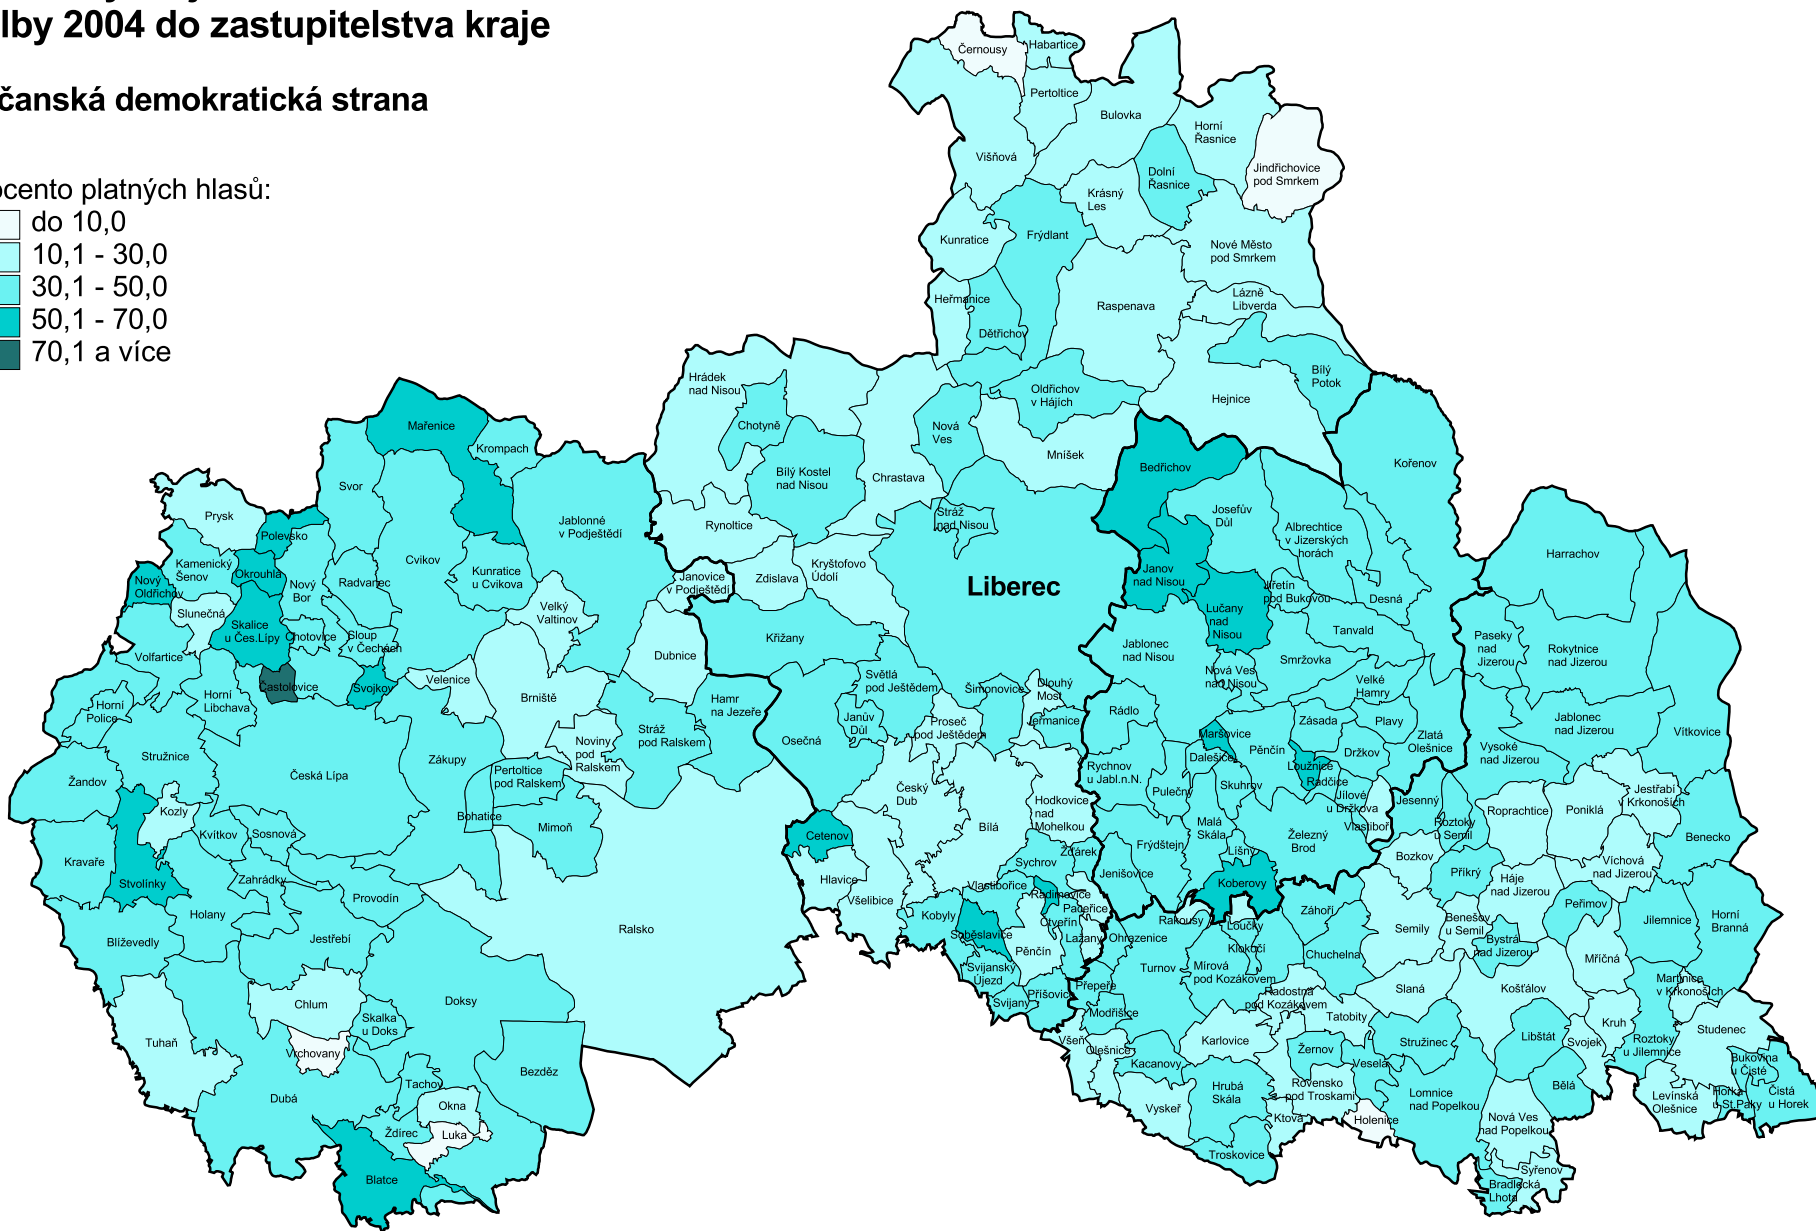 lby 2004 do zastupitelstva kraje
čanská demokratická strana
ocento platných hlasů:
do 10,0
10,1 - 30,0
30,1 - 50,0
50,1 - 70,0
70,1 a více
Černousy
Habartice
Pertoltice
Bulovka
Horní
Řasnice
Višňová
Dolní
Řasnice
Jindřichovice
pod Smrkem
Krásný
Les
Kunratice
Frýdlant
Nové Město
pod Smrkem
Heřmanice
Raspenava
Lázně
Libverda
Dětřichov
Hrádek
nad Nisou
Oldřichov
v Hájích
Bílý
Potok
Hejnice
Mařenice
Krompach
Chotyně
Nová
Ves
Mníšek
Bedřichov
Kořenov
Svor
Bílý Kostel
nad Nisou
Chrastava
Prysk
Polevsko
Jablonné
v Podještědí
Rynoltice
Stráž
nad Nisou
Josefův
Důl
Albrechtice
v Jizerských
horách
Harrachov
Kamenický
Šenov
Okrouhlá
Nový
Bor
Radvanec
Cvikov
Kunratice
u Cvikova
Janovice
v Podještědí
Zdislava
Kryštofovo
Údolí
Liberec
Janov
nad Nisou
Jiřetín
pod Bukovou
Desná
Nový
Oldřichov
Slunečná
Skalice
u Čes.Lípy
Chotovice
Sloup
v Čechách
Velký
Valtinov
Lučany
nad
Nisou
Tanvald
Paseky
nad
Jizerou
Rokytnice
nad Jizerou
Volfartice
Dubnice
Křižany
Jablonec
nad Nisou
Smržovka
Častolovice
Svojkov
Velenice
Brniště
Hamr
na Jezeře
Světlá
pod Ještědem
Šimonovice
Dlouhý
Most
Nová Ves
nad Nisou
Velké
Hamry
Horní
Libchava
Horní
Police
Stráž
pod Ralskem
Janův
Důl
Proseč
pod Ještědem
Jeřmanice
Rádlo
Zásada
Plavy
Jablonec
nad Jizerou
Vítkovice
Stružnice
Noviny
pod
Ralskem
Osečná
Maršovice
Pěnčín
Držkov
Zlatá
Olešnice
Vysoké
nad Jizerou
Žandov
Česká Lípa
Zákupy
Pertoltice
pod Ralskem
Dalešice
Loužnice
Radčice
Rychnov
u Jabl.n.N.
Pulečný
Skuhrov
Jílové
u Držkova
Jesenný
Roprachtice
Poniklá
Jestřabí
v Krkonoších
Kozly
Bohatice
Mimoň
Český
Dub
Hodkovice
nad
Mohelkou
Bílá
Malá
Skála
Vlastiboř
Roztoky
u Semil
Benecko
Kvítkov
Sosnová
Cetenov
Frýdštejn
Železný
Brod
Líšný
Bozkov
Víchová
nad Jizerou
Kravaře
Stvolínky
Zahrádky
Provodín
Hlavice
Sychrov
Žďárek
Jenišovice
Koberovy
Příkrý
Háje
nad Jizerou
Holany
Všelibice
Vlastibořice
Radimovice
Paceřice
Peřimov
Jilemnice
Horní
Branná
Blíževedly
Jestřebí
Ralsko
Kobyly
Soběslavice
Čtveřín
Lažany
Ohrazenice
Rakousy
Loučky
Záhoří
Semily
Benešov
u Semil
Bystrá
nad Jizerou
Pěnčín
Klokočí
Chuchelna
Mříčná
Chlum
Doksy
Svijanský
Újezd
Turnov
Mírová
pod Kozákovem
Radostná
pod Kozákovem
Slaná
Košťálov
Martinice
v Krkonoších
Skalka
u Doks
Svijany
Příšovice
Přepeře
Modřišice
Tatobity
Kruh
Studenec
Tuhaň
Vrchovany
Všeň
Olešnice
Karlovice
Žernov
Stružinec
Libštát
Svojek
Roztoky
u Jilemnice
Bukovina
u Čisté
Tachov
Bezděz
Kacanovy
Veselá
Dubá
Okna
Vyskeř
Hrubá
Skála
Rovensko
pod Troskami
Lomnice
nad Popelkou
Bělá
Levínská
Olešnice
Horka
u St.Paky
Čistá
u Horek
Ždírec
Luka
Ktová
Holenice
Nová Ves
nad Popelkou
Blatce
Troskovice
Syřenov
Bradlecká
Lhota